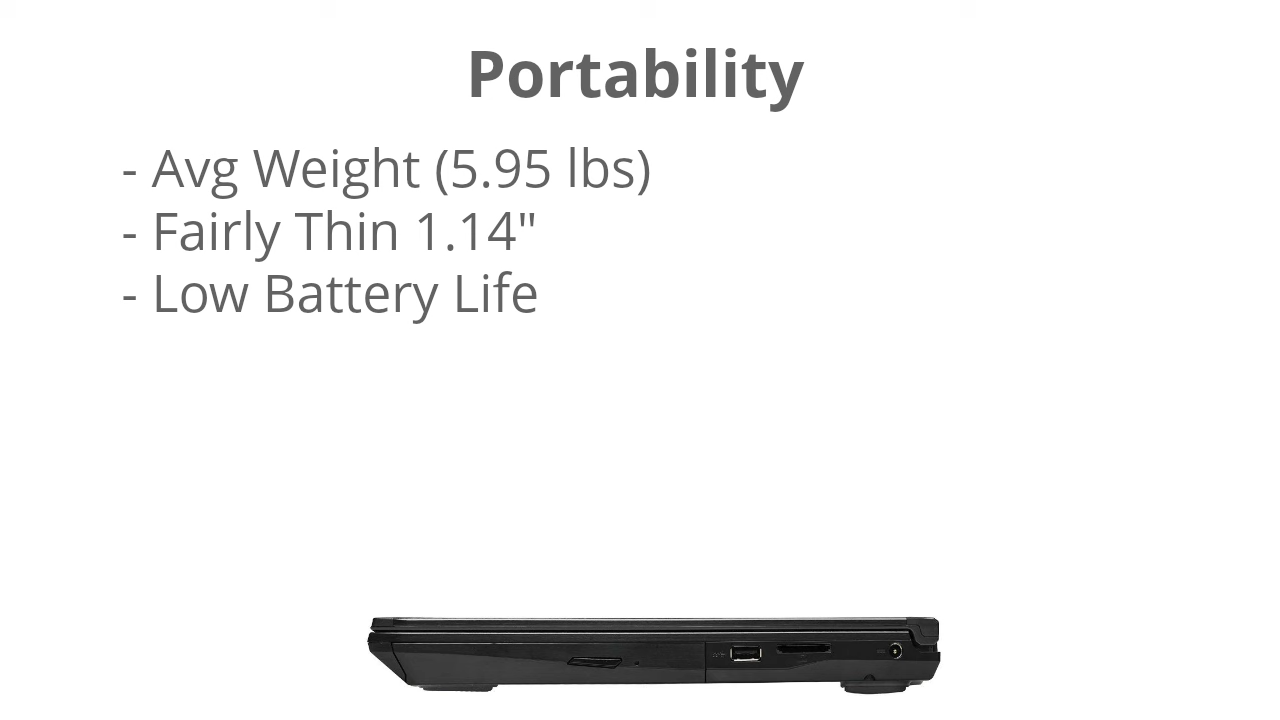 Portability
- Avg Weight (5.95 lbs)
- Fairly Thin 1.14"
- Low Battery Life